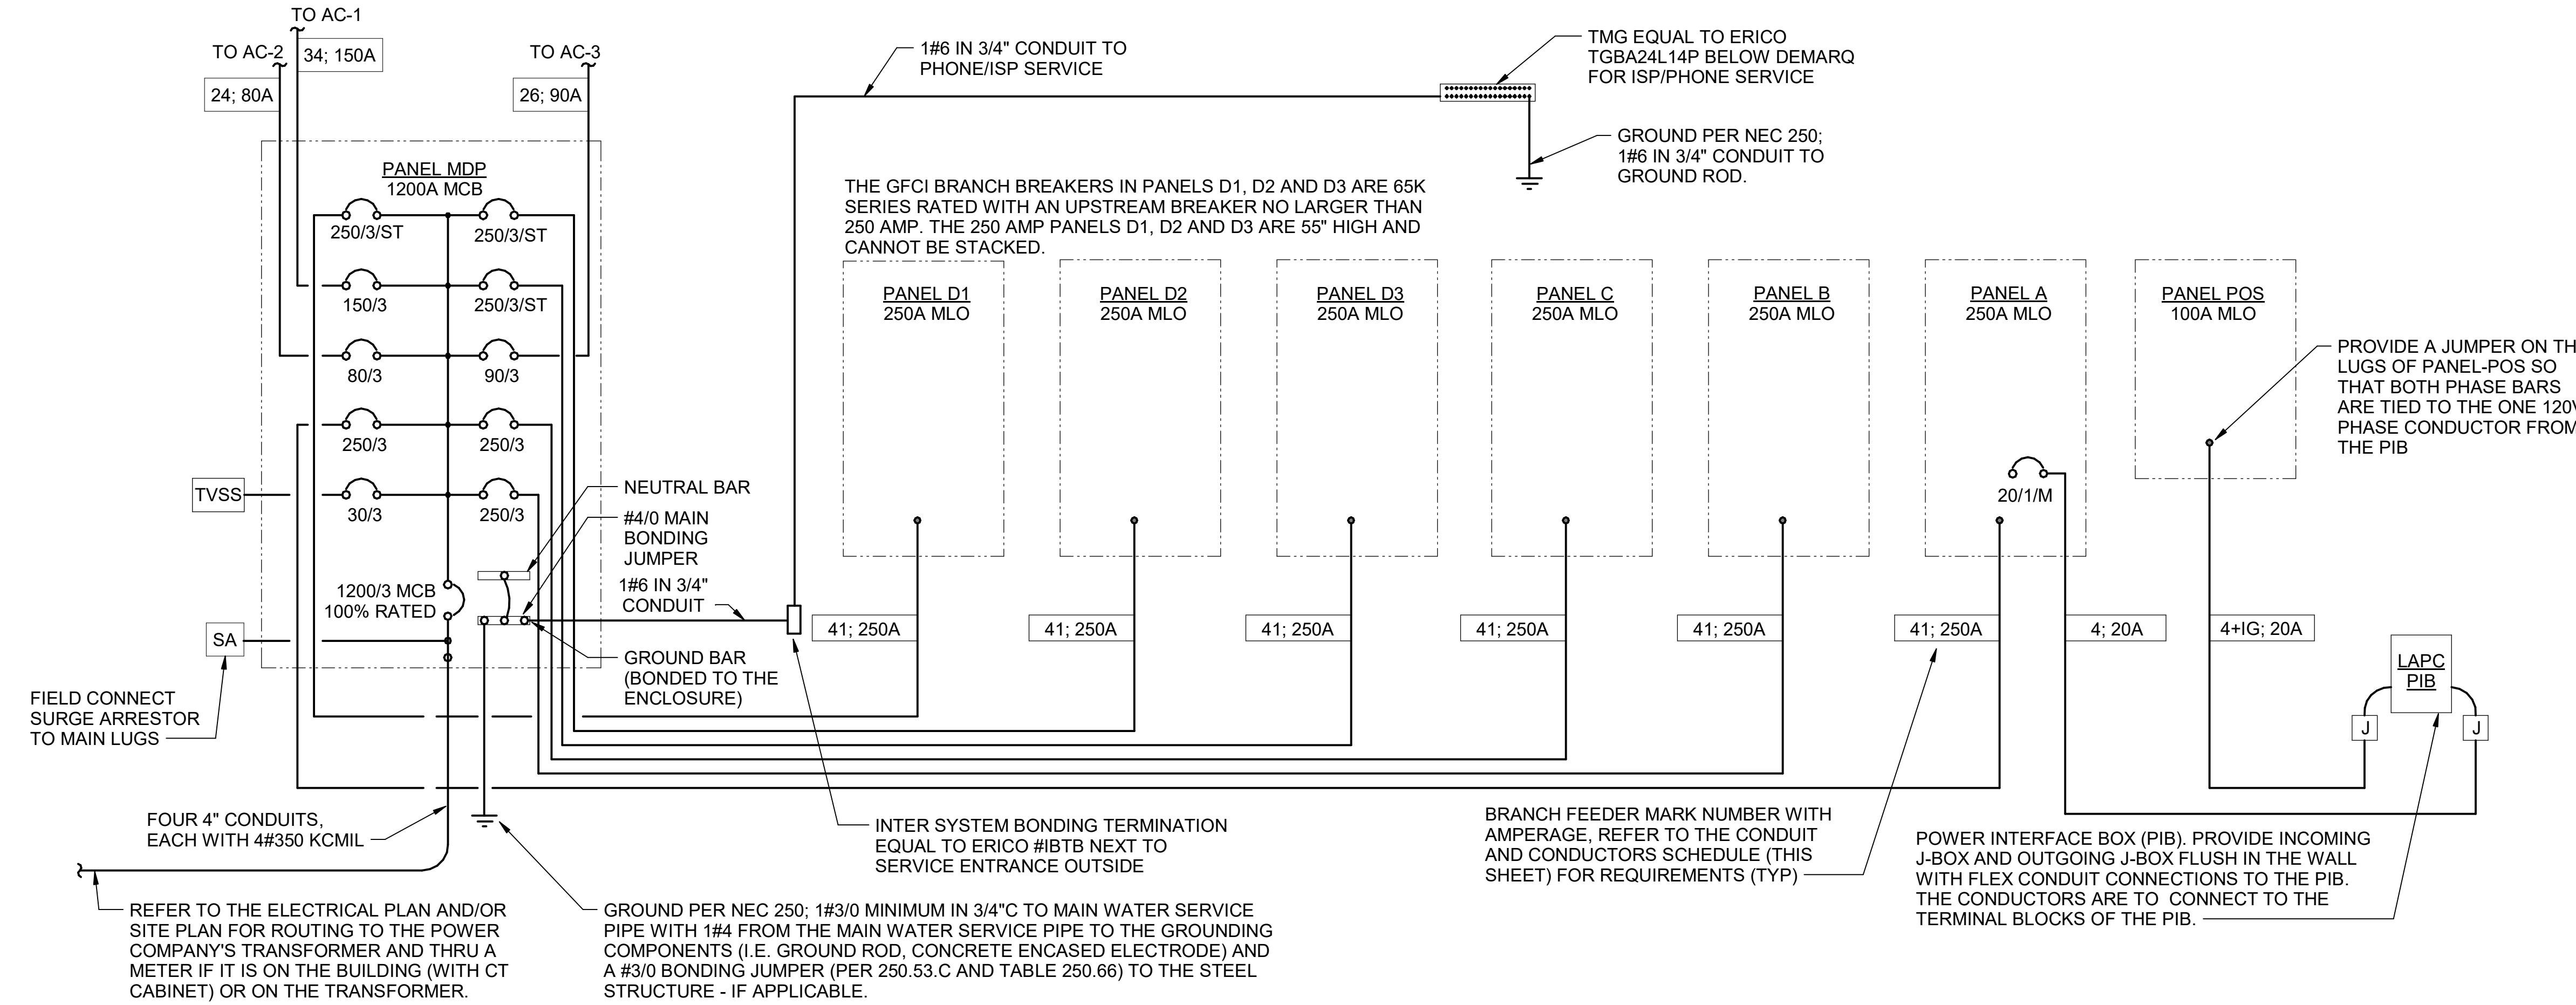 TO AC-1
34; 150A
TO AC-2
24; 80A
TO AC-3
26; 90A
PANEL MDP
1200A MCB
250/3/ST
250/3/ST
150/3
250/3/ST
80/3
90/3
250/3
250/3
TVSS
30/3
250/3
1200/3 MCB
100% RATED
SA
FIELD CONNECT
SURGE ARRESTOR
TO MAIN LUGS
NEUTRAL BAR
#4/0 MAIN
BONDING
JUMPER
1#6 IN 3/4"
CONDUIT
GROUND BAR
(BONDED TO THE
ENCLOSURE)
1#6 IN 3/4" CONDUIT TO
PHONE/ISP SERVICE
TMG EQUAL TO ERICO
TGBA24L14P BELOW DEMARQ
FOR ISP/PHONE SERVICE
GROUND PER NEC 250;
1#6 IN 3/4" CONDUIT TO
GROUND ROD.
THE GFCI BRANCH BREAKERS IN PANELS D1, D2 AND D3 ARE 65K
SERIES RATED WITH AN UPSTREAM BREAKER NO LARGER THAN
250 AMP. THE 250 AMP PANELS D1, D2 AND D3 ARE 55" HIGH AND
CANNOT BE STACKED.
PANEL D1
250A MLO
PANEL D2
250A MLO
PANEL D3
250A MLO
PANEL C
250A MLO
PANEL B
250A MLO
PANEL A
250A MLO
PANEL POS
100A MLO
20/1/M
PROVIDE A JUMPER ON
LUGS OF PANEL-POS SO
THAT BOTH PHASE BARS
ARE TIED TO THE ONE 120V
PHASE CONDUCTOR FROM
THE PIB
41; 250A
41; 250A
41; 250A
41; 250A
41; 250A
41; 250A
4; 20A
4+IG; 20A
LAPC
PIB
J
J
FOUR 4" CONDUITS,
EACH WITH 4#350 KCMIL
INTER SYSTEM BONDING TERMINATION
EQUAL TO ERICO #IBTB NEXT TO
SERVICE ENTRANCE OUTSIDE
BRANCH FEEDER MARK NUMBER WITH
AMPERAGE, REFER TO THE CONDUIT
AND CONDUCTORS SCHEDULE (THIS
SHEET) FOR REQUIREMENTS (TYP)
POWER INTERFACE BOX (PIB). PROVIDE INCOMING
J-BOX AND OUTGOING J-BOX FLUSH IN THE WALL
WITH FLEX CONDUIT CONNECTIONS TO THE PIB.
THE CONDUCTORS ARE TO CONNECT TO THE
TERMINAL BLOCKS OF THE PIB.
REFER TO THE ELECTRICAL PLAN AND/OR
SITE PLAN FOR ROUTING TO THE POWER
COMPANY'S TRANSFORMER AND THRU A
METER IF IT IS ON THE BUILDING (WITH CT
CABINET) OR ON THE TRANSFORMER.
GROUND PER NEC 250; 1#3/0 MINIMUM IN 3/4"C TO MAIN WATER SERVICE
PIPE WITH 1#4 FROM THE MAIN WATER SERVICE PIPE TO THE GROUNDING
COMPONENTS (I.E. GROUND ROD, CONCRETE ENCASED ELECTRODE) AND
A #3/0 BONDING JUMPER (PER 250.53.C AND TABLE 250.66) TO THE STEEL
STRUCTURE - IF APPLICABLE.